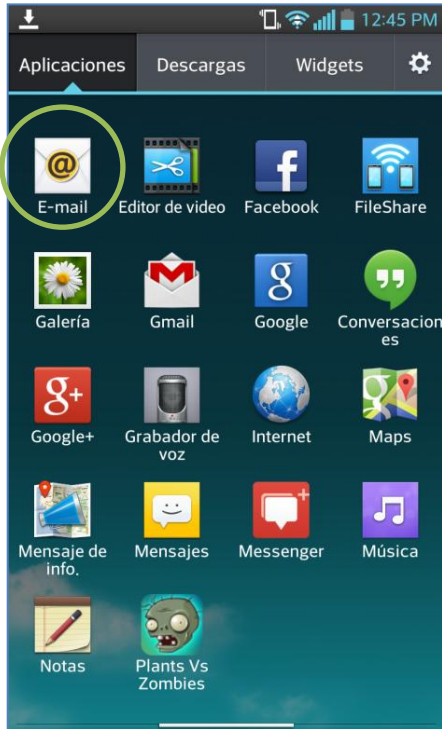 12:45 PM
Aplicaciones Descargas Widgets
@
E-mail Editor de video Facebook FileShare
Galería Gmail Google Conversacion
es
Google+ Grabador de
voz Internet Maps
Mensaje de
info. Mensajes Messenger Música
Notas Plants Vs
Zombies